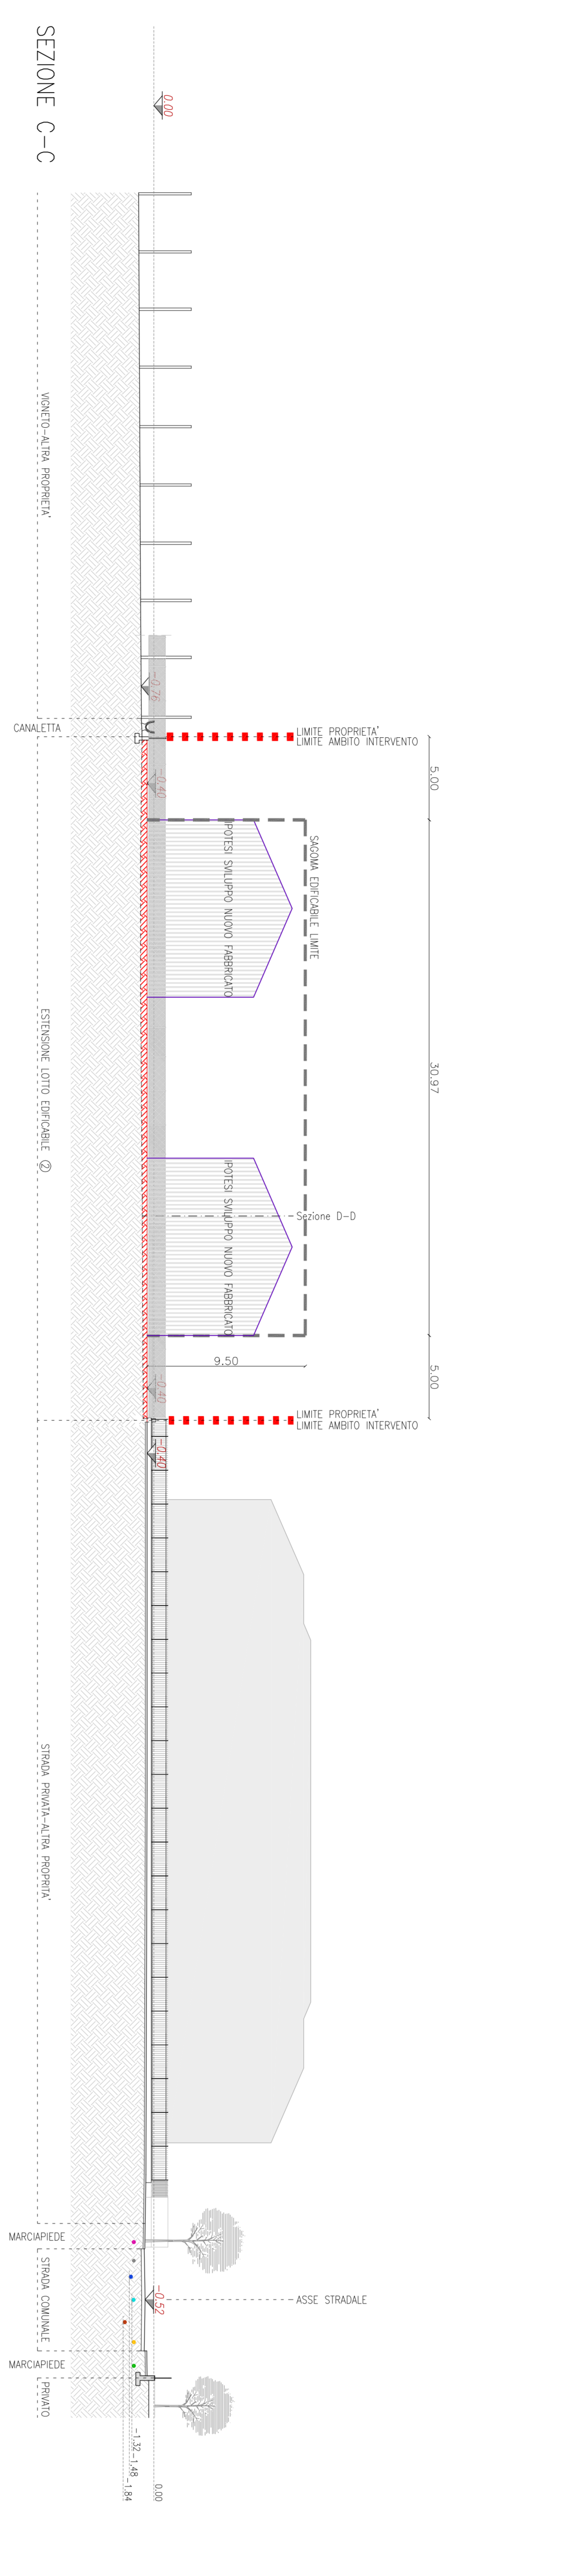 SEZIONE C-C
0.00
VIGNETO-ALTRA PROPRIETA'
-0.76
CANALETTA
LIMITE PROPRIETA'
LIMITE AMBITO INTERVENTO
5.00
-0.40
SAGOMA EDIFICABILE LIMITE
IPOTESI SVILUPPO NUOVO FABBRICATO
ESTENSIONE LOTTO EDIFICABILE ②
30.97
IPOTESI SVILUPPO NUOVO FABBRICATO
Sezione D-D
9.50
5.00
-0.40
LIMITE PROPRIETA'
LIMITE AMBITO INTERVENTO
-0.40
STRADA PRIVATA-ALTRA PROPRITA'
MARCIAPIEDE
STRADA COMUNALE
-0.52
ASSE STRADALE
MARCIAPIEDE
PRIVATO
-1,32
-1,48
-1,84
0.00